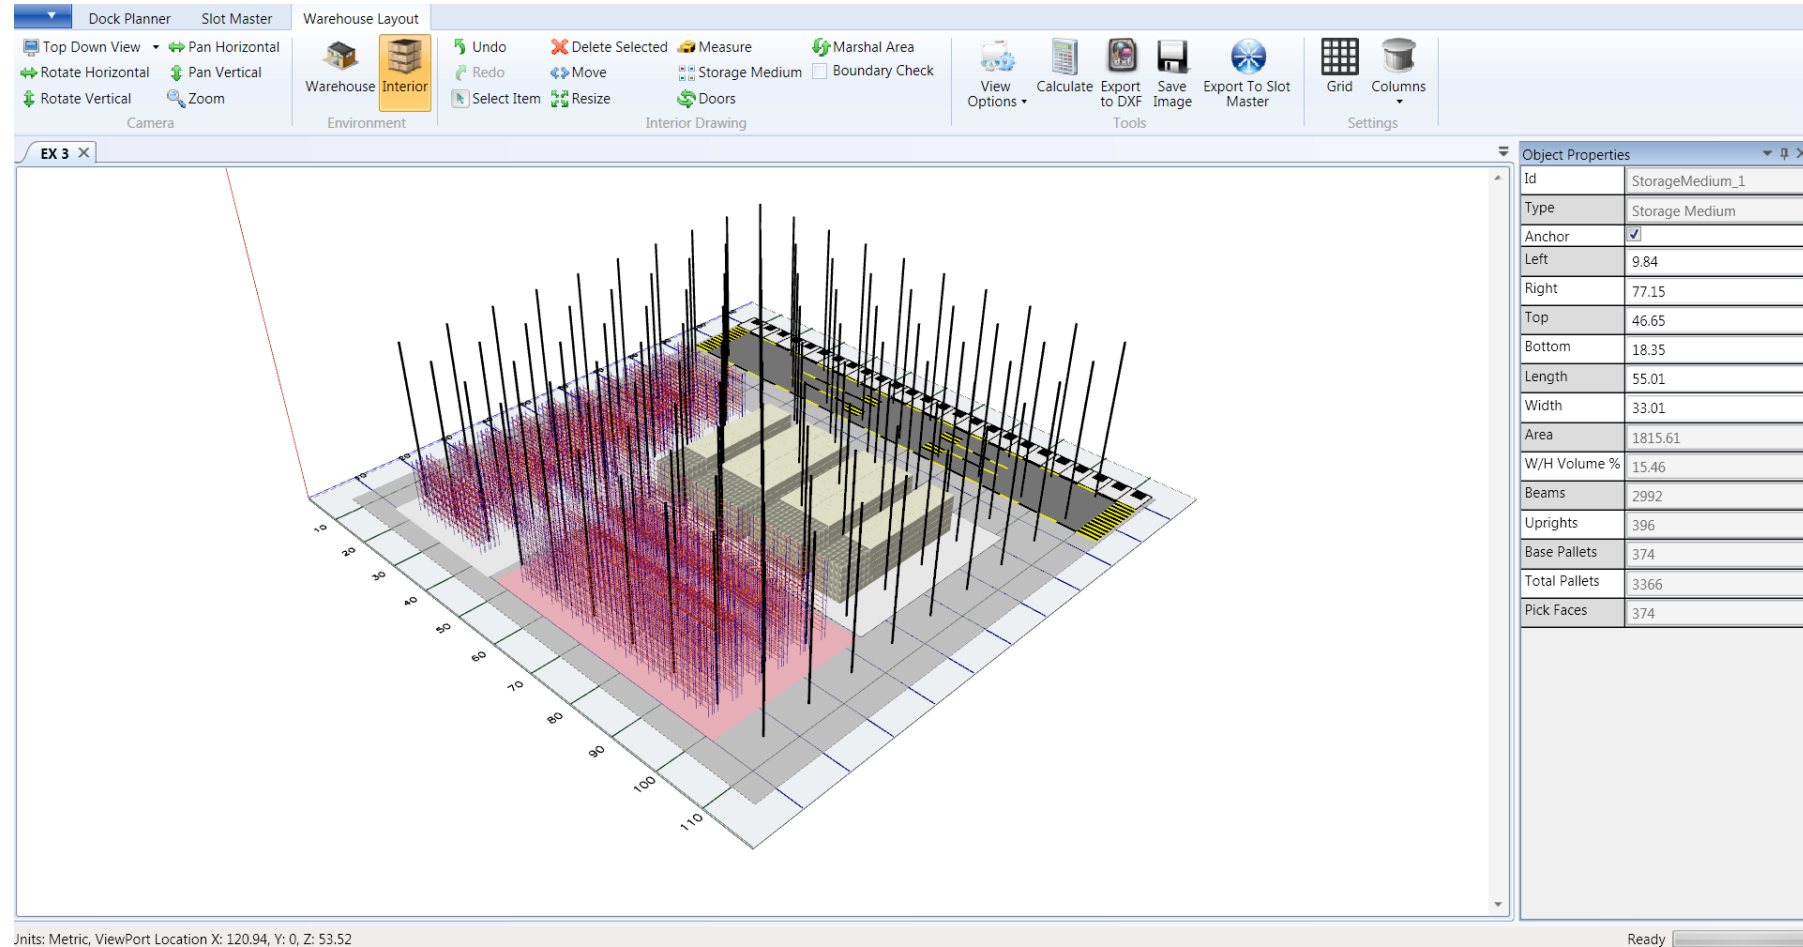 Dock Planner Slot Master Warehouse Layout
Top Down View Pan Horizontal
Rotate Horizontal Pan Vertical
Rotate Vertical Zoom
Camera
Warehouse Interior
Environment
Undo Delete Selected Measure Marshal Area
Redo Move Storage Medium Boundary Check
Select Item Resize Doors
Interior Drawing
View Options Calculate Export to DXF Save Image Export To Slot Master
Tools
Grid Columns
Settings
EX 3
10
20
30
40
50
60
70
80
90
100
110
Object Properties
Id StorageMedium_1
Type Storage Medium
Anchor
Left 9.84
Right 77.15
Top 46.65
Bottom 18.35
Length 55.01
Width 33.01
Area 1815.61
W/H Volume % 15.46
Beams 2992
Uprights 396
Base Pallets 374
Total Pallets 3366
Pick Faces 374
Units: Metric, ViewPort Location X: 120.94, Y: 0, Z: 53.52
Ready